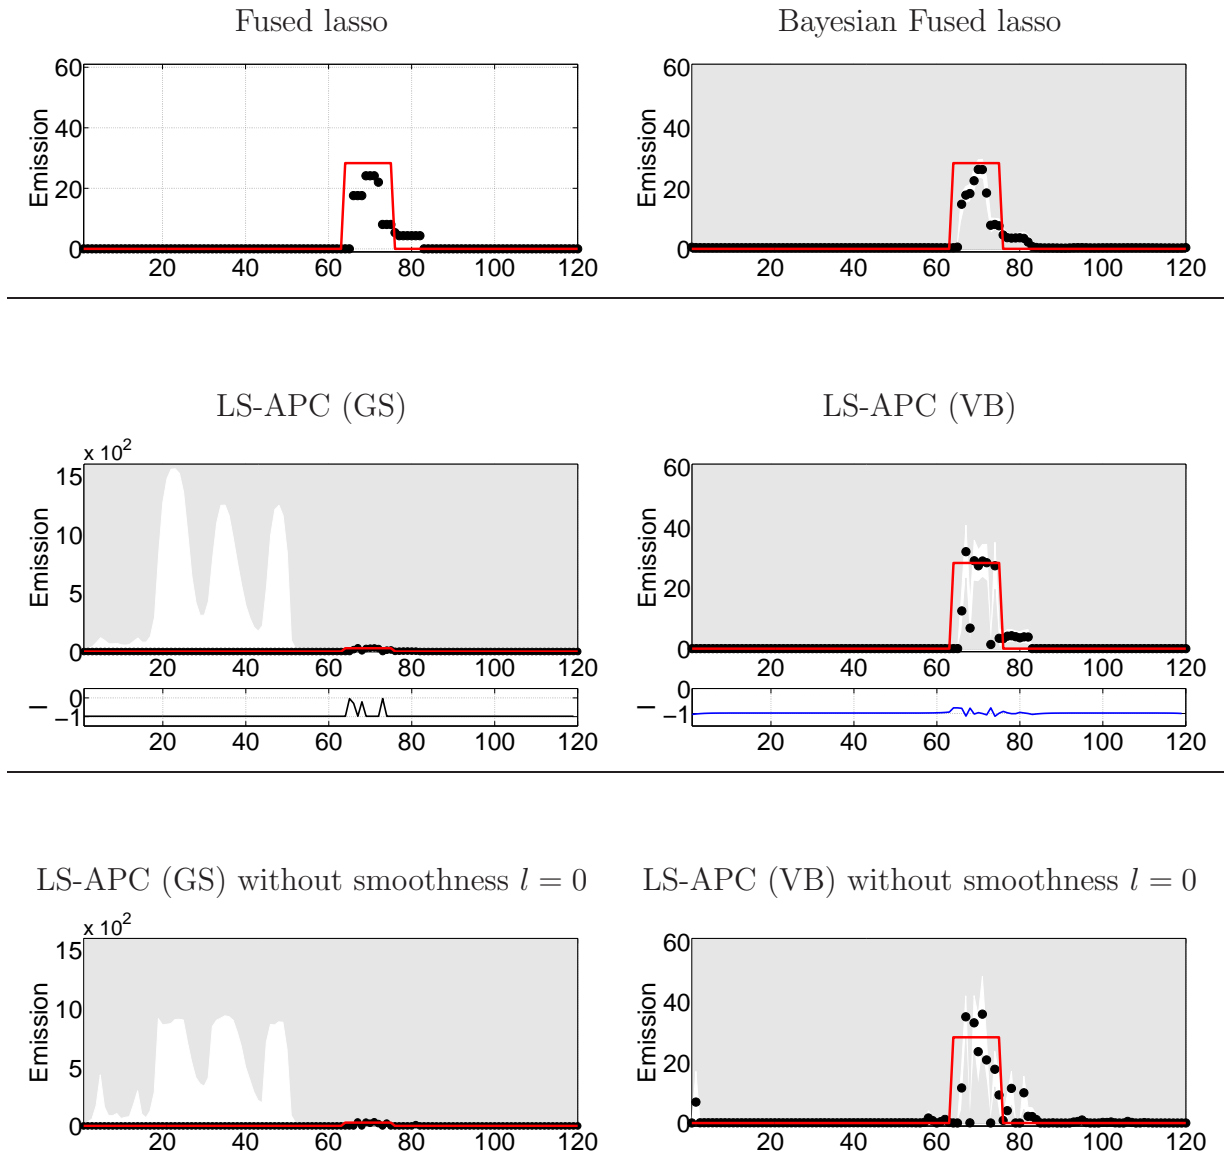 Fused lasso
Bayesian Fused lasso
60
40
20
0
Emission
20 40 60 80 100 120
60
40
20
0
Emission
20 40 60 80 100 120
LS-APC (GS)
LS-APC (VB)
x 10^2
15
10
5
0
Emission
20 40 60 80 100 120
0
−1
l
20 40 60 80 100 120
60
40
20
0
Emission
20 40 60 80 100 120
0
−1
l
20 40 60 80 100 120
LS-APC (GS) without smoothness l = 0
LS-APC (VB) without smoothness l = 0
x 10^2
15
10
5
0
Emission
20 40 60 80 100 120
60
40
20
0
Emission
20 40 60 80 100 120